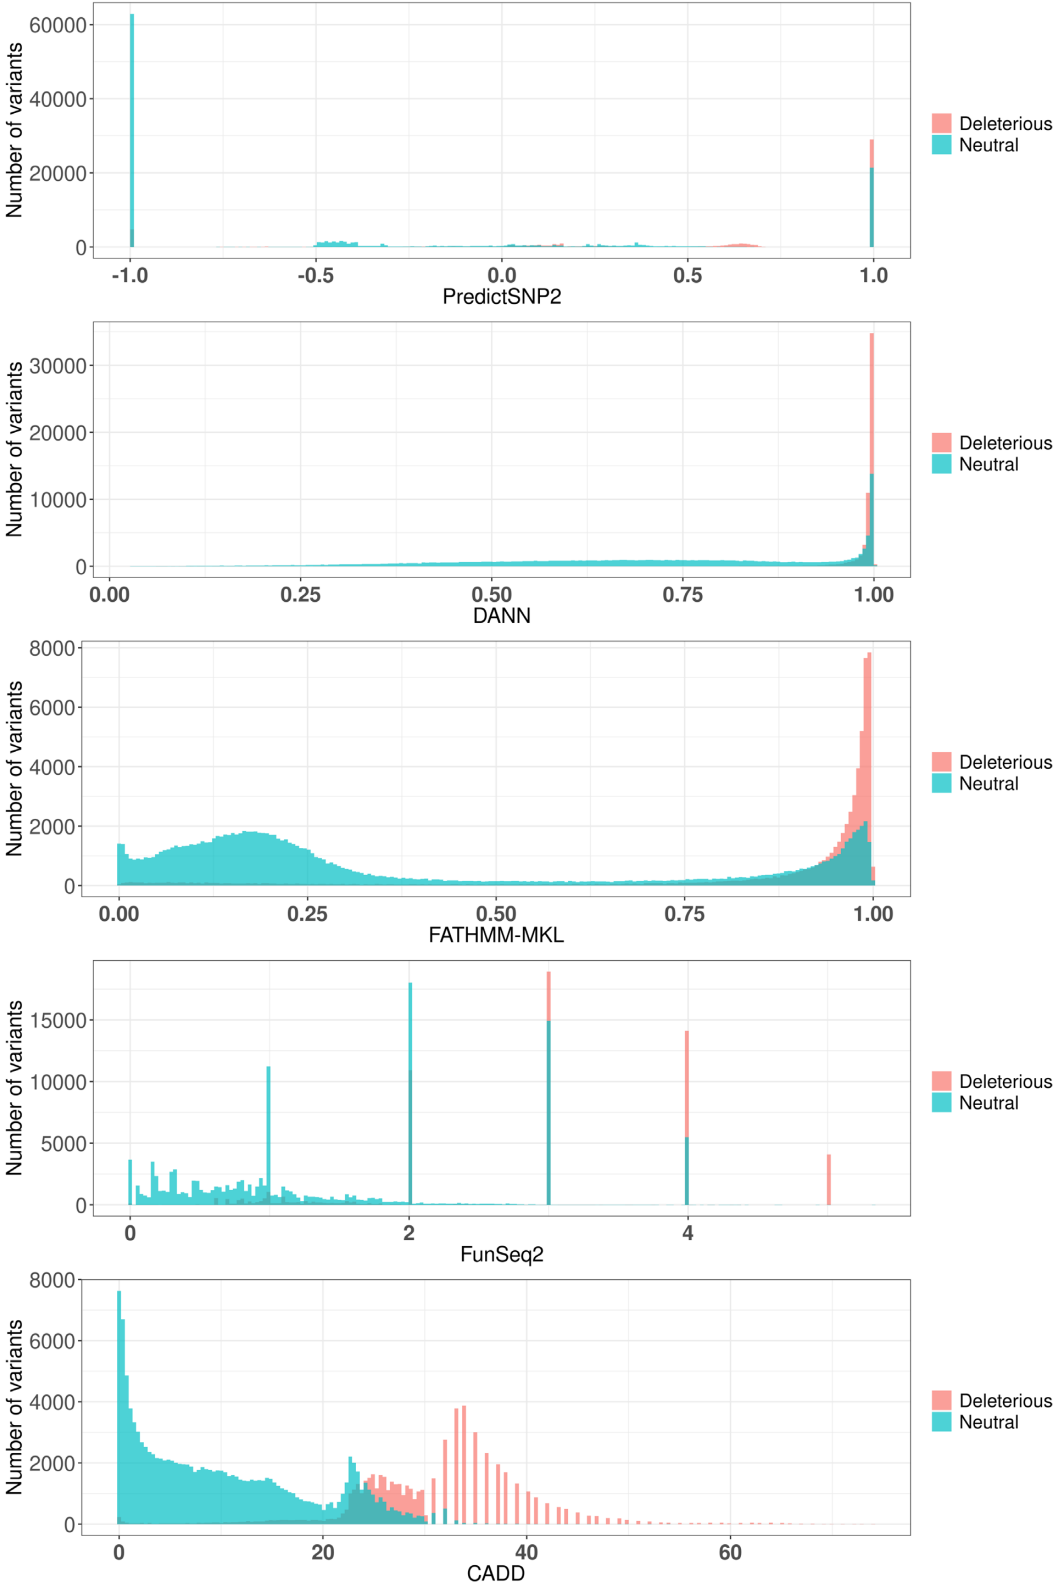 60000
40000
20000
0
Number of variants
-1.0 -0.5 0.0 0.5 1.0
PredictSNP2
Deleterious
Neutral
30000
20000
10000
0
Number of variants
0.00 0.25 0.50 0.75 1.00
DANN
Deleterious
Neutral
8000
6000
4000
2000
0
Number of variants
0.00 0.25 0.50 0.75 1.00
FATHMM-MKL
Deleterious
Neutral
15000
10000
5000
0
Number of variants
0 2 4
FunSeq2
Deleterious
Neutral
8000
6000
4000
2000
0
Number of variants
0 20 40 60
CADD
Deleterious
Neutral